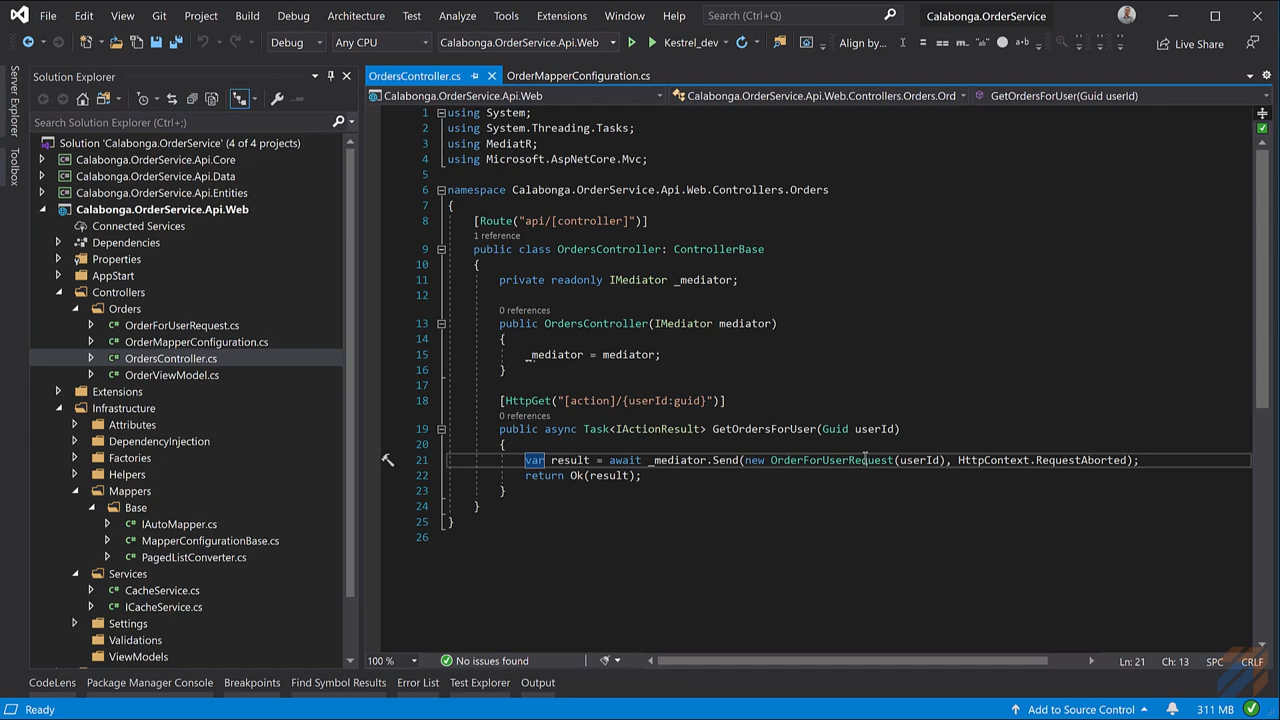 File Edit View Git Project Build Debug Architecture Test Analyze Tools Extensions Window Help Search (Ctrl+Q) Calabonga.OrderService
Debug Any CPU Calabonga.OrderService.Api.Web Kestrel_dev Align by... Live Share
Server Explorer
Toolbox
Solution Explorer
Search Solution Explorer (Ctrl+;)
Solution 'Calabonga.OrderService' (4 of 4 projects)
Calabonga.OrderService.Api.Core
Calabonga.OrderService.Api.Data
Calabonga.OrderService.Api.Entities
Calabonga.OrderService.Api.Web
Connected Services
Dependencies
Properties
AppStart
Controllers
Orders
C# OrderForUserRequest.cs
C# OrderMapperConfiguration.cs
C# OrdersController.cs
C# OrderViewModel.cs
Extensions
Infrastructure
Attributes
DependencyInjection
Factories
Helpers
Mappers
Base
C# IAutoMapper.cs
C# MapperConfigurationBase.cs
C# PagedListConverter.cs
Services
C# CacheService.cs
C# ICacheService.cs
Settings
Validations
ViewModels
OrdersController.cs OrderMapperConfiguration.cs
Calabonga.OrderService.Api.Web Calabonga.OrderService.Api.Web.Controllers.Orders.Ord GetOrdersForUser(Guid userId)
1 using System;
2 using System.Threading.Tasks;
3 using MediatR;
4 using Microsoft.AspNetCore.Mvc;
5
6 namespace Calabonga.OrderService.Api.Web.Controllers.Orders
7 {
8 [Route("api/[controller]")]
1 reference
9 public class OrdersController: ControllerBase
10 {
11 private readonly IMediator _mediator;
12
0 references
13 public OrdersController(IMediator mediator)
14 {
15 _mediator = mediator;
16 }
17
18 [HttpGet("[action]/{userId:guid}")]
0 references
19 public async Task<IActionResult> GetOrdersForUser(Guid userId)
20 {
21 var result = await _mediator.Send(new OrderForUserRequest(userId), HttpContext.RequestAborted);
22 return Ok(result);
23 }
24 }
25 }
26
100 % No issues found Ln: 21 Ch: 13 SPC CRLF
CodeLens Package Manager Console Breakpoints Find Symbol Results Error List Test Explorer Output
Ready Add to Source Control 311 MB